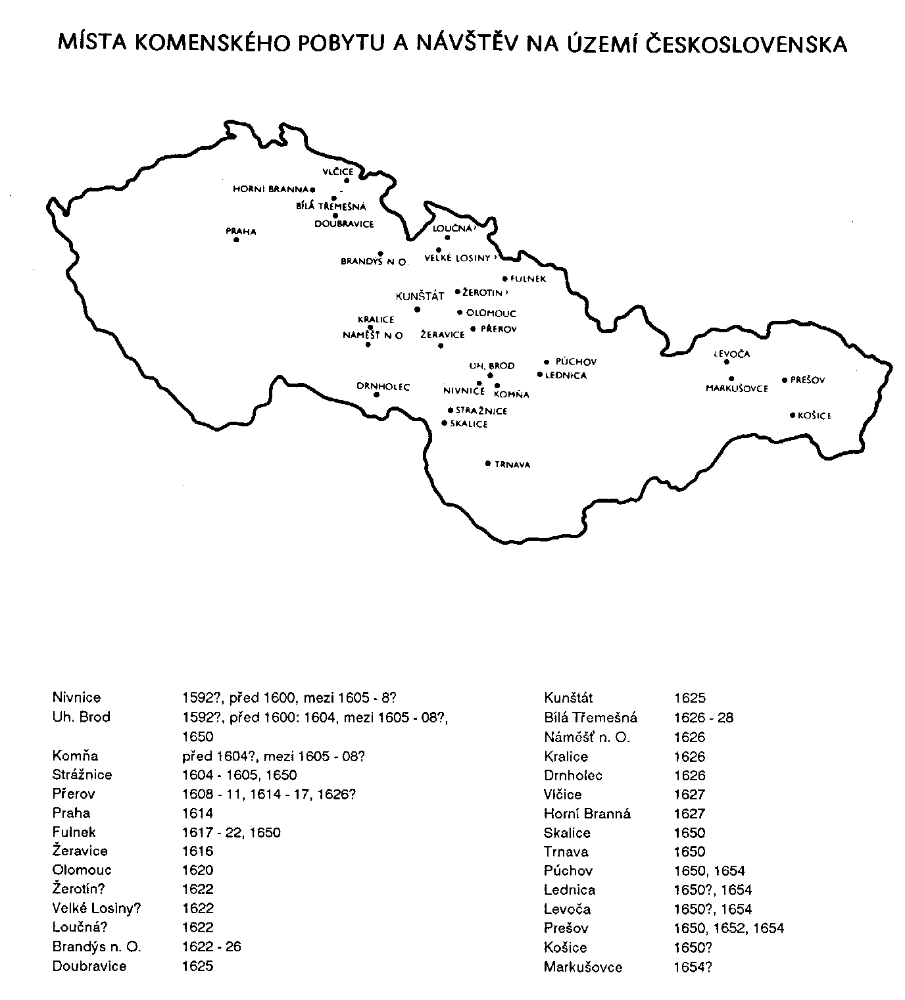 MÍSTA KOMENSKÉHO POBYTU A NÁVŠTĚV NA ÚZEMÍ ČESKOSLOVENSKA
VLČICE
HORNÍ BRANNA
BÍLÁ TŘEMEŠNÁ
DOUBRAVICE
PRAHA
LOUČNÁ?
BRANDÝS N O.
VELKÉ LOSINY?
FULNEK
ŽEROTIN?
KUNŠTÁT
OLOMOUC
KRALICE
PŘEROV
NÁMĚŠŤ N O
ŽERAVICE
LEVOČA
PÚCHOV
UH. BROD
LEDNICA
PREŠOV
DRNHOLEC
NIVNICE
KOMŇA
MARKUŠOVCE
STRAŽNICE
KOŠICE
SKALICE
TRNAVA
Nivnice 1592?, před 1600, mezi 1605 - 8?
Uh. Brod 1592?, před 1600: 1604, mezi 1605 - 08?,
1650
Komňa před 1604?, mezi 1605 - 08?
Strážnice 1604 - 1605, 1650
Přerov 1608 - 11, 1614 - 17, 1626?
Praha 1614
Fulnek 1617 - 22, 1650
Žeravice 1616
Olomouc 1620
Žerotín? 1622
Velké Losiny? 1622
Loučná? 1622
Brandýs n. O. 1622 - 26
Doubravice 1625
Kunštát 1625
Bílá Třemešná 1626 - 28
Náměšť n. O. 1626
Kralice 1626
Drnholec 1626
Vlčice 1627
Horní Branná 1627
Skalice 1650
Trnava 1650
Púchov 1650, 1654
Lednica 1650?, 1654
Levoča 1650?, 1654
Prešov 1650, 1652, 1654
Košice 1650?
Markušovce 1654?